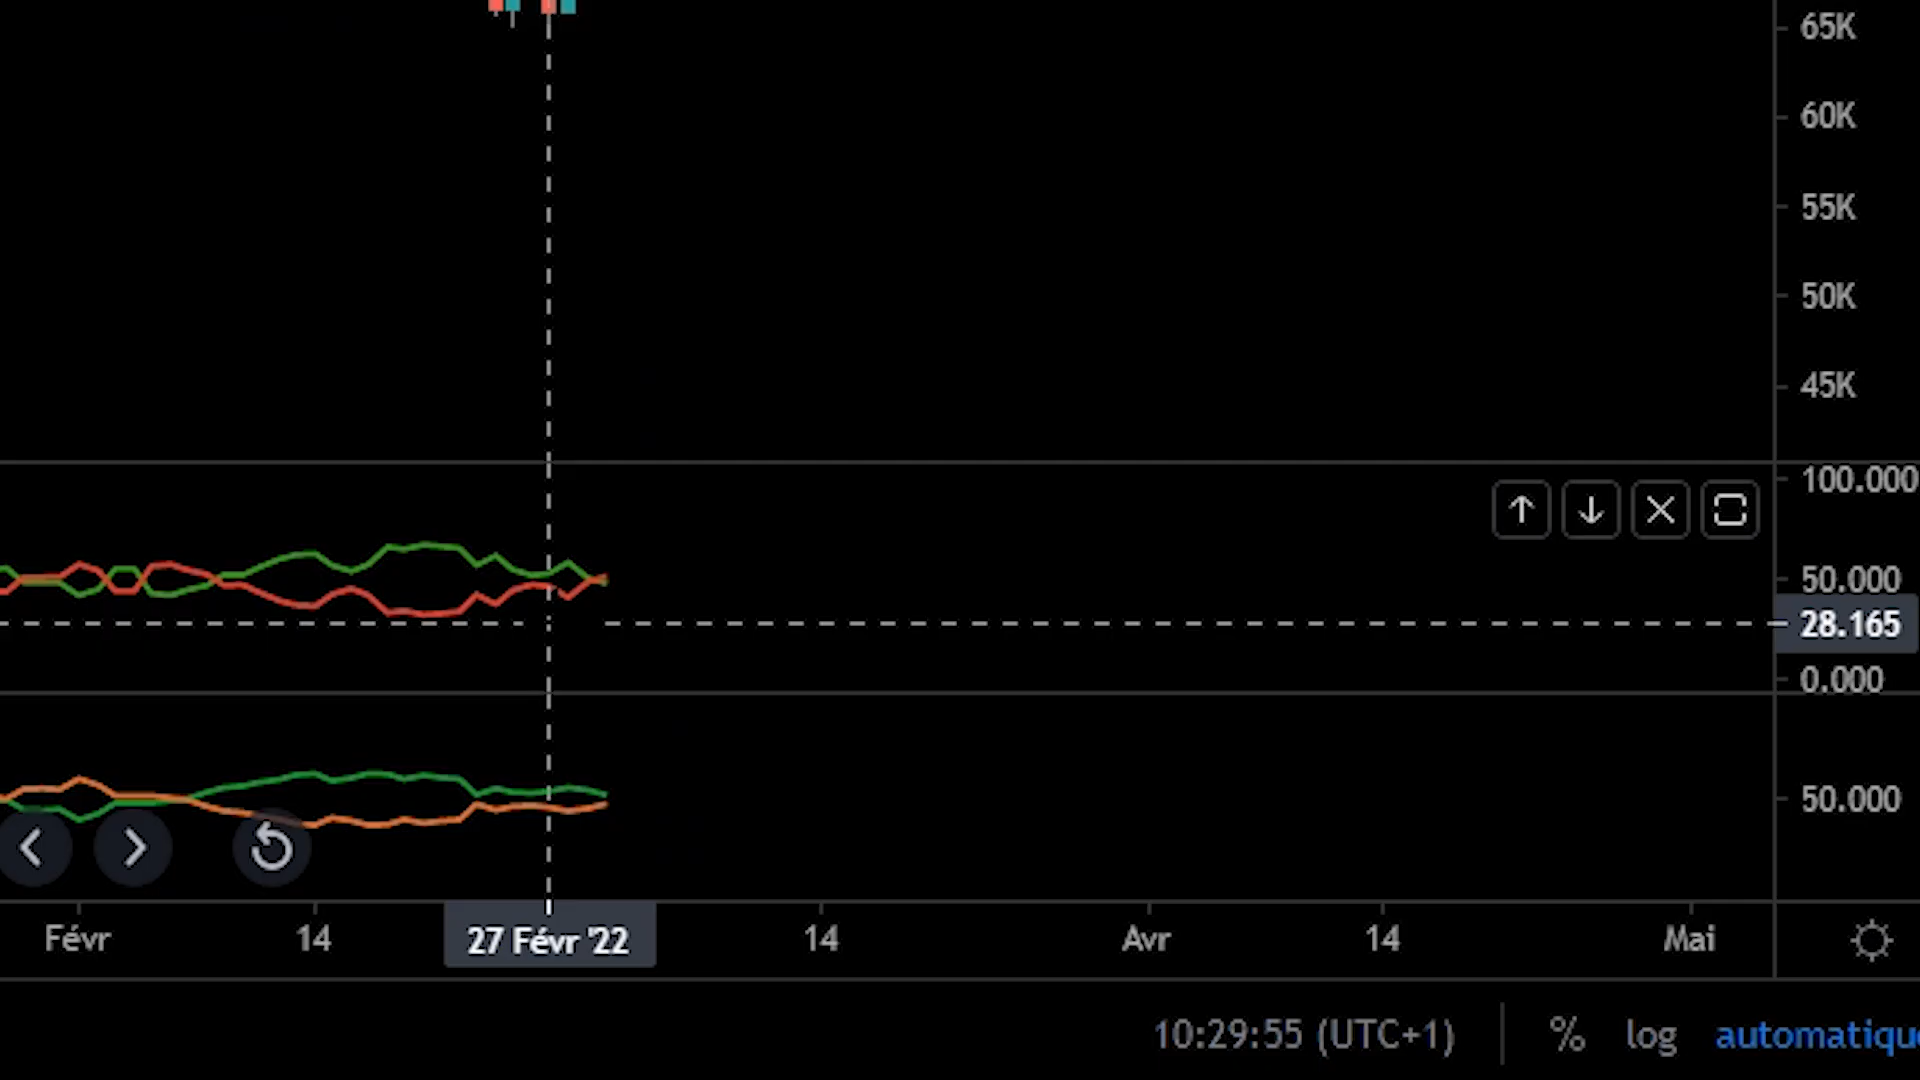 65K
60K
55K
50K
45K
100.000
50.000
28.165
0.000
50.000
Févr 14 27 Févr '22 14 Avr 14 Mai
10:29:55 (UTC+1) % log automatique